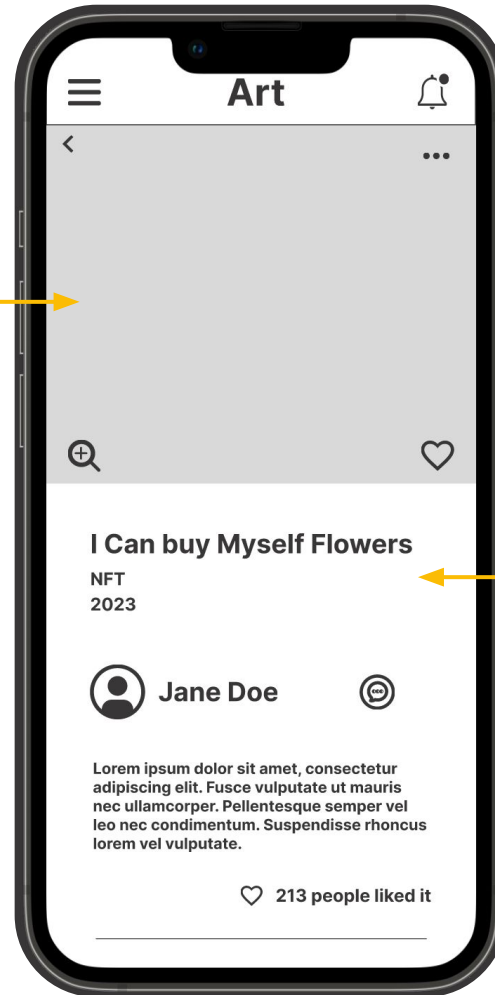 Art
I Can buy Myself Flowers
NFT
2023
Jane Doe
Lorem ipsum dolor sit amet, consectetur
adipiscing elit. Fusce vulputate ut mauris
nec ullamcorper. Pellentesque semper vel
leo nec condimentum. Suspendisse rhoncus
lorem vel vulputate.
213 people liked it